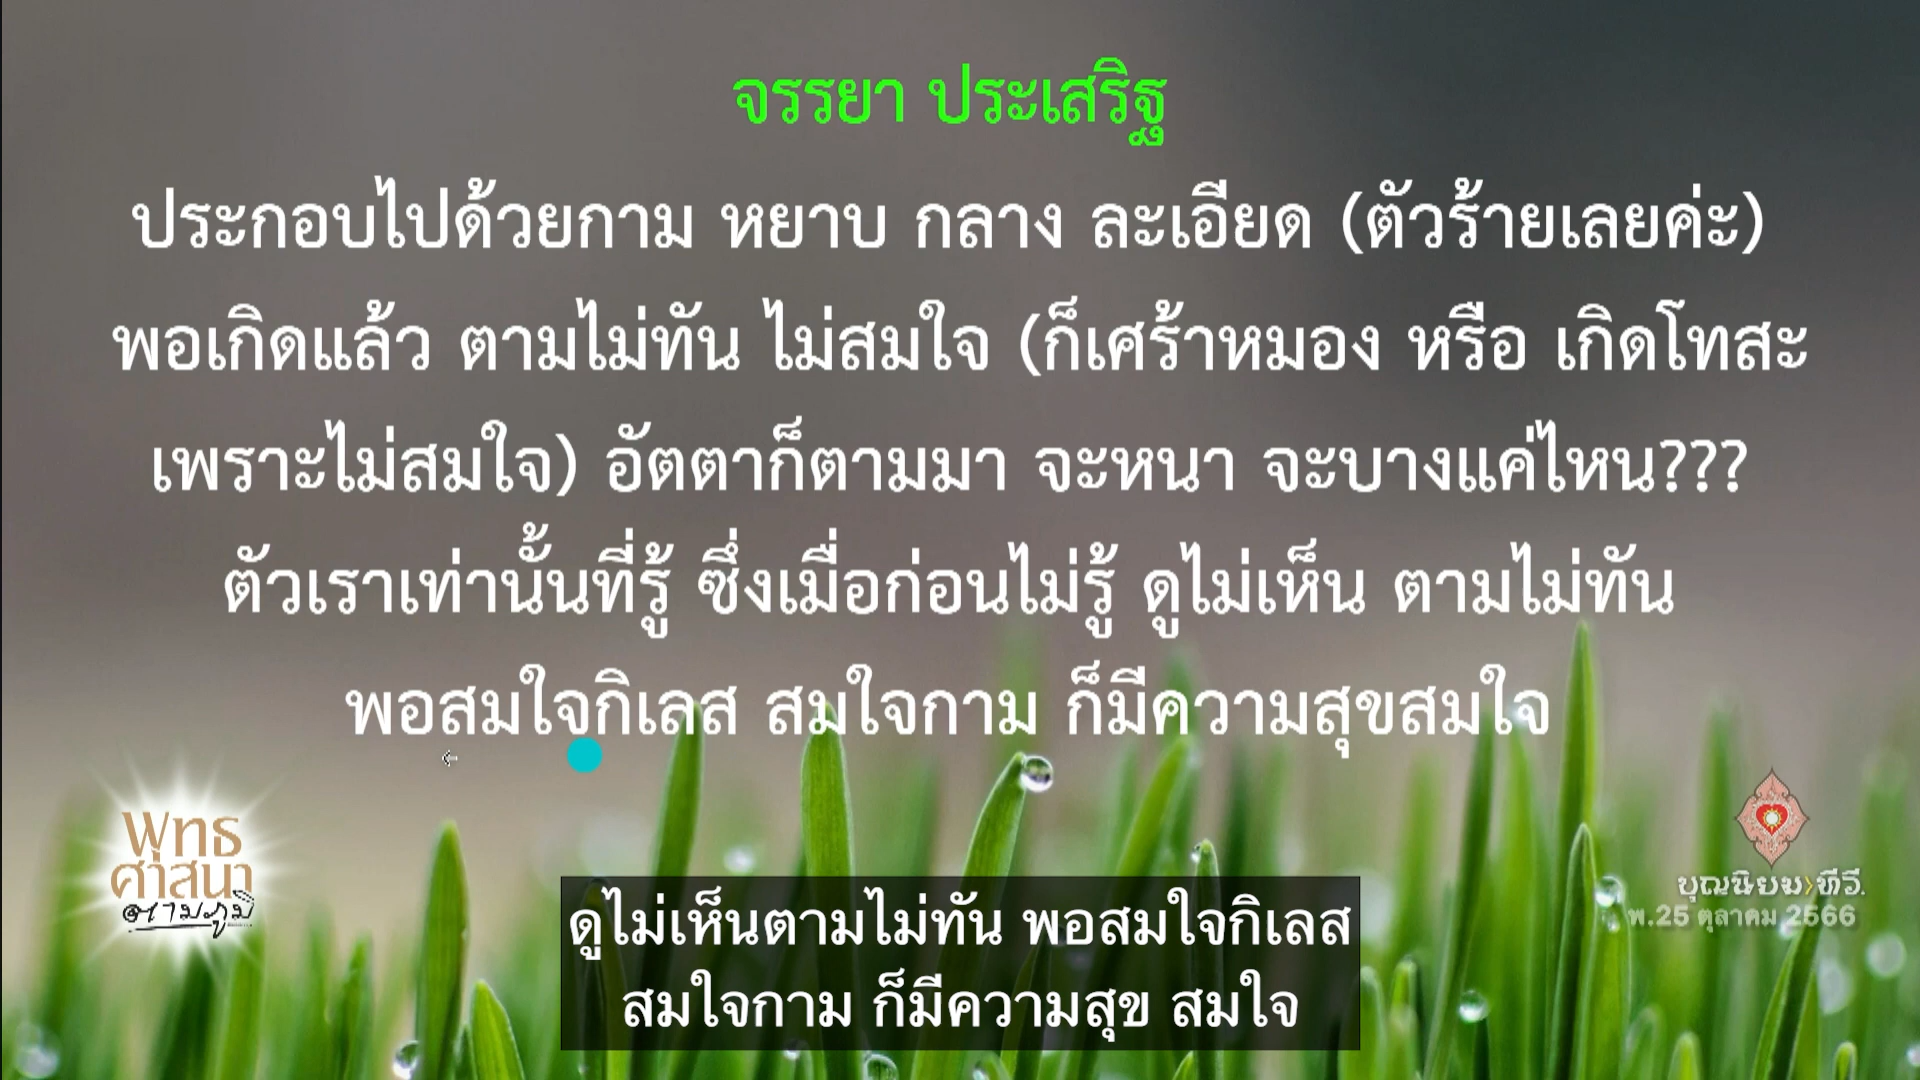 จรรยา ประเสริฐ
ประกอบไปด้วยกาม หยาบ กลาง ละเอียด (ตัวร้ายเลยค่ะ)
พอเกิดแล้ว ตามไม่ทัน ไม่สมใจ (ก็เศร้าหมอง หรือ เกิดโทสะ
เพราะไม่สมใจ) อัตตาก็ตามมา จะหนา จะบางแค่ไหน???
ตัวเราเท่านั้นที่รู้ ซึ่งเมื่อก่อนไม่รู้ ดูไม่เห็น ตามไม่ทัน
พอสมใจกิเลส สมใจกาม ก็มีความสุขสมใจ
พุทธ
ศาสนา
ตามภูมิ
บุญนิยม ทีวี.
พ.25 ตุลาคม 2566
ดูไม่เห็นตามไม่ทัน พอสมใจกิเลส
สมใจกาม ก็มีความสุข สมใจ